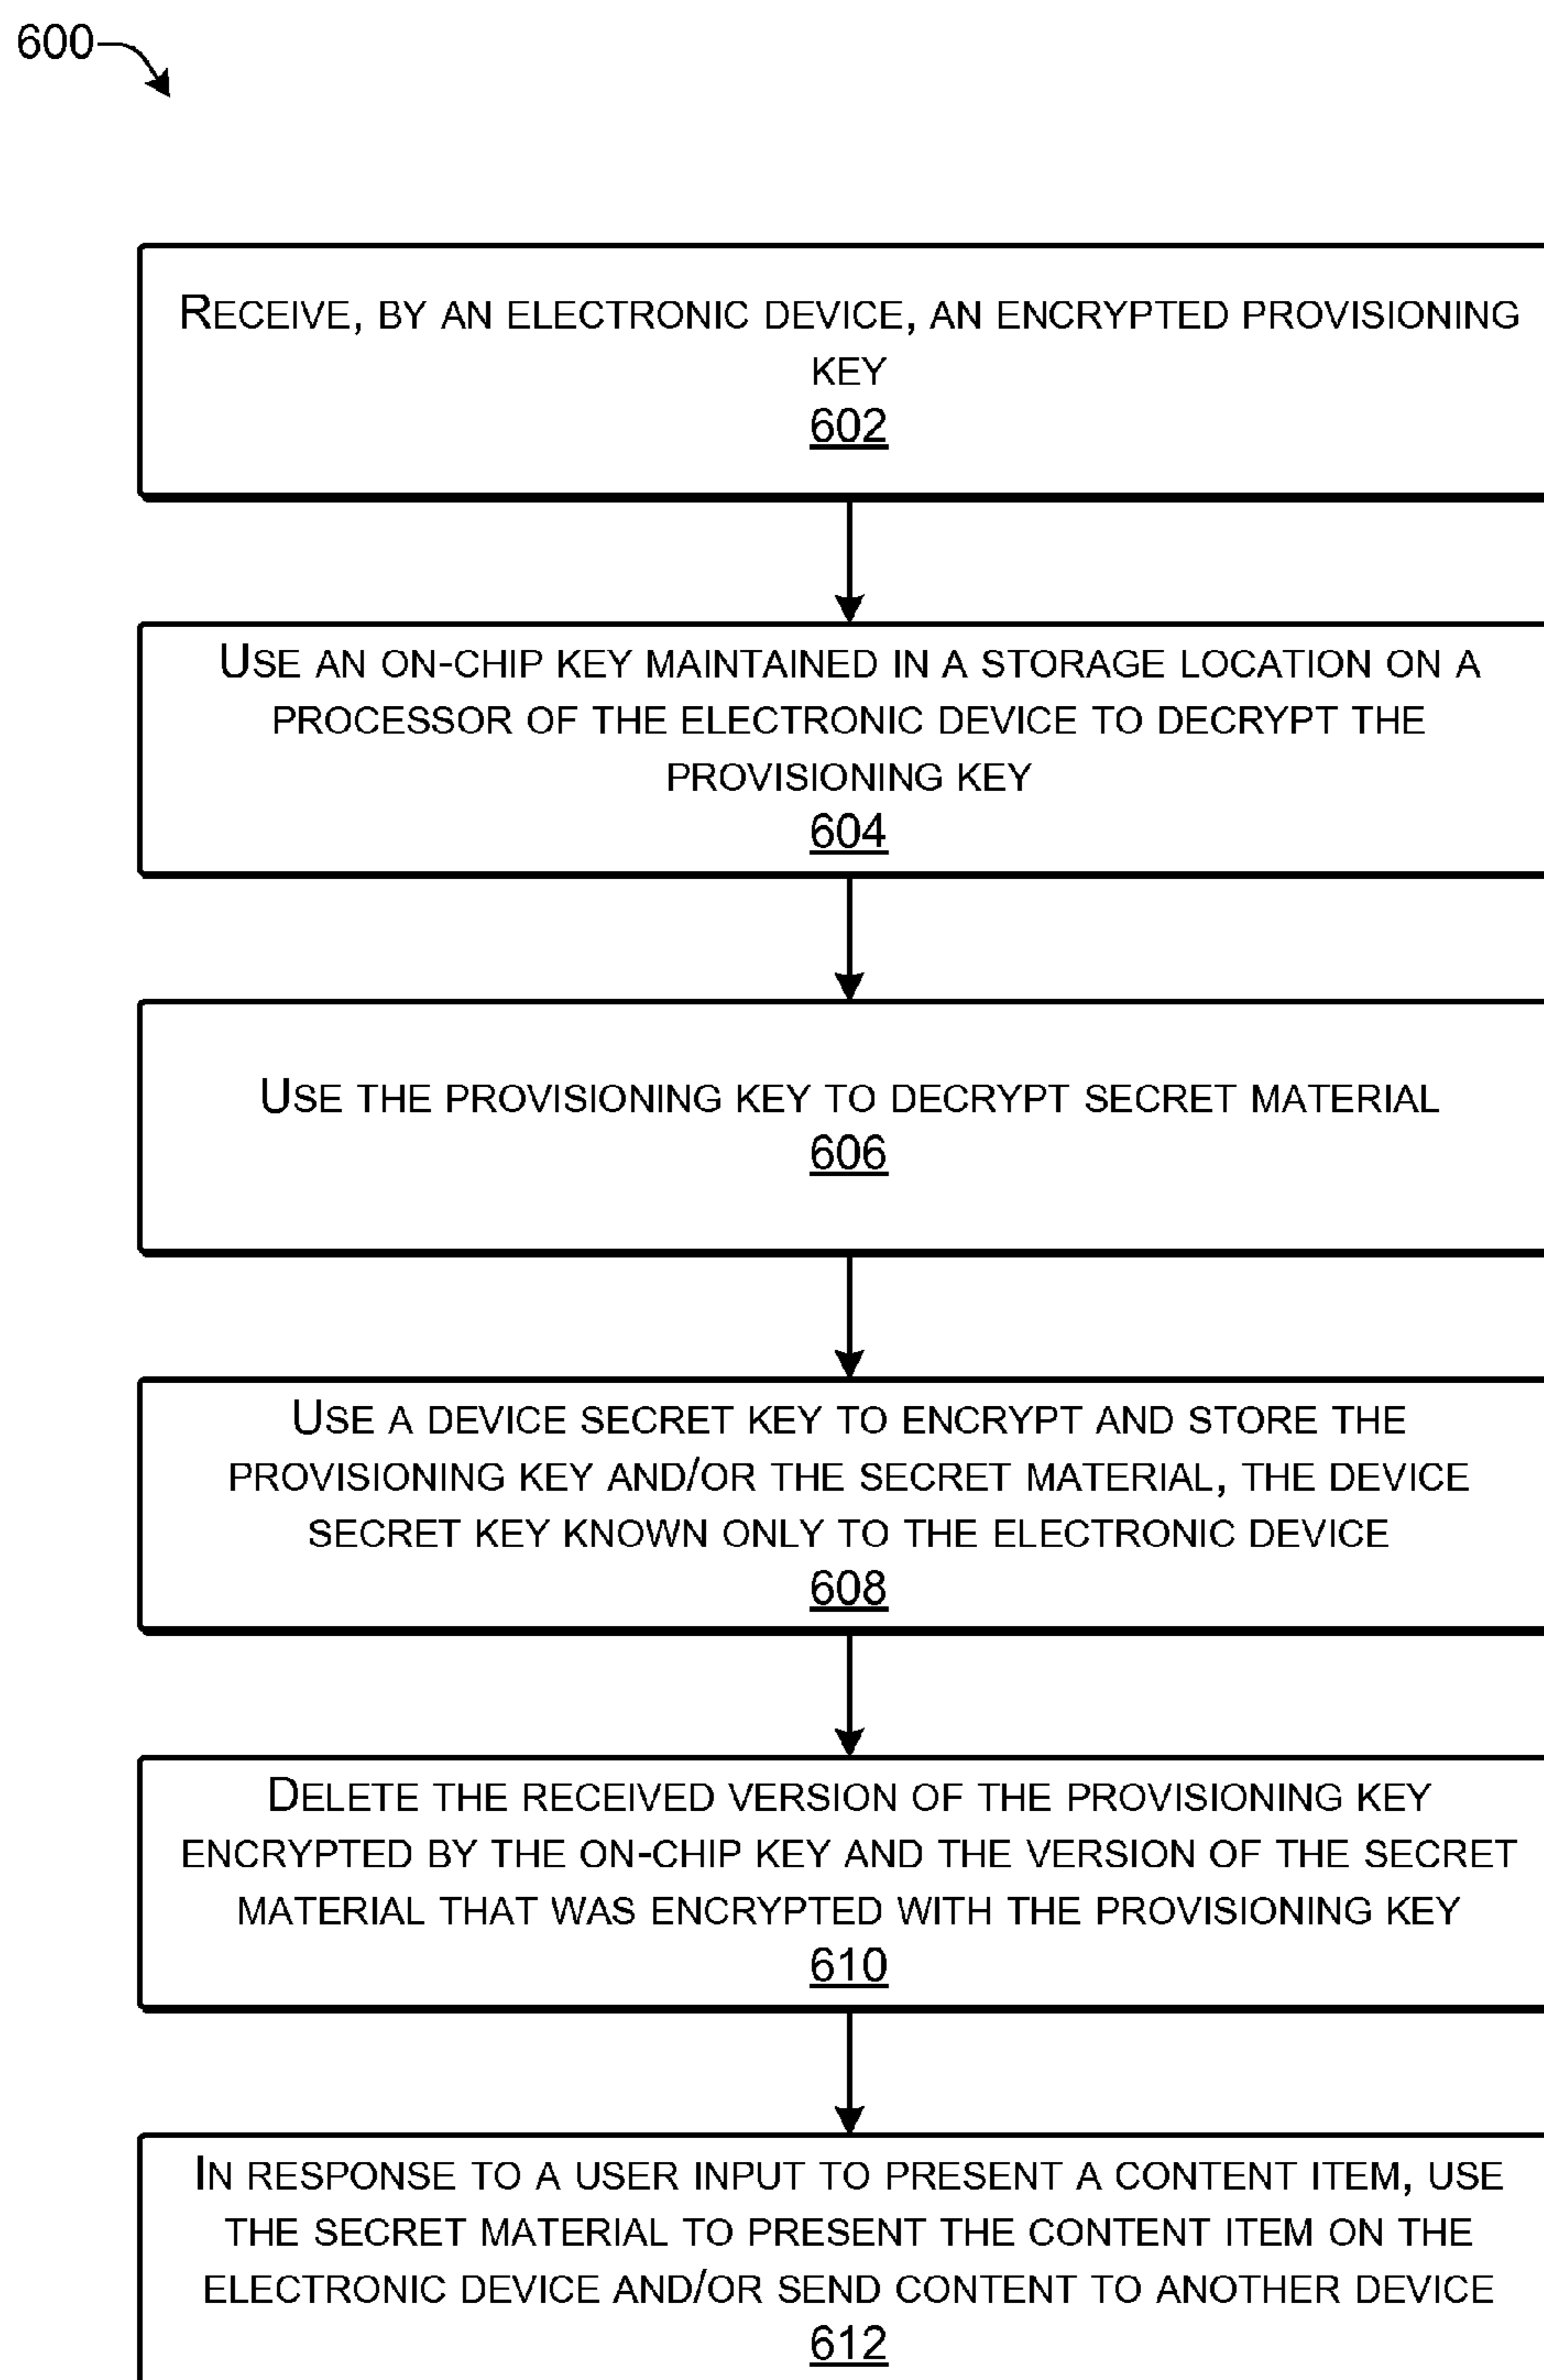 600
RECEIVE, BY AN ELECTRONIC DEVICE, AN ENCRYPTED PROVISIONING
KEY
602
USE AN ON-CHIP KEY MAINTAINED IN A STORAGE LOCATION ON A
PROCESSOR OF THE ELECTRONIC DEVICE TO DECRYPT THE
PROVISIONING KEY
604
USE THE PROVISIONING KEY TO DECRYPT SECRET MATERIAL
606
USE A DEVICE SECRET KEY TO ENCRYPT AND STORE THE
PROVISIONING KEY AND/OR THE SECRET MATERIAL, THE DEVICE
SECRET KEY KNOWN ONLY TO THE ELECTRONIC DEVICE
608
DELETE THE RECEIVED VERSION OF THE PROVISIONING KEY
ENCRYPTED BY THE ON-CHIP KEY AND THE VERSION OF THE SECRET
MATERIAL THAT WAS ENCRYPTED WITH THE PROVISIONING KEY
610
IN RESPONSE TO A USER INPUT TO PRESENT A CONTENT ITEM, USE
THE SECRET MATERIAL TO PRESENT THE CONTENT ITEM ON THE
ELECTRONIC DEVICE AND/OR SEND CONTENT TO ANOTHER DEVICE
612